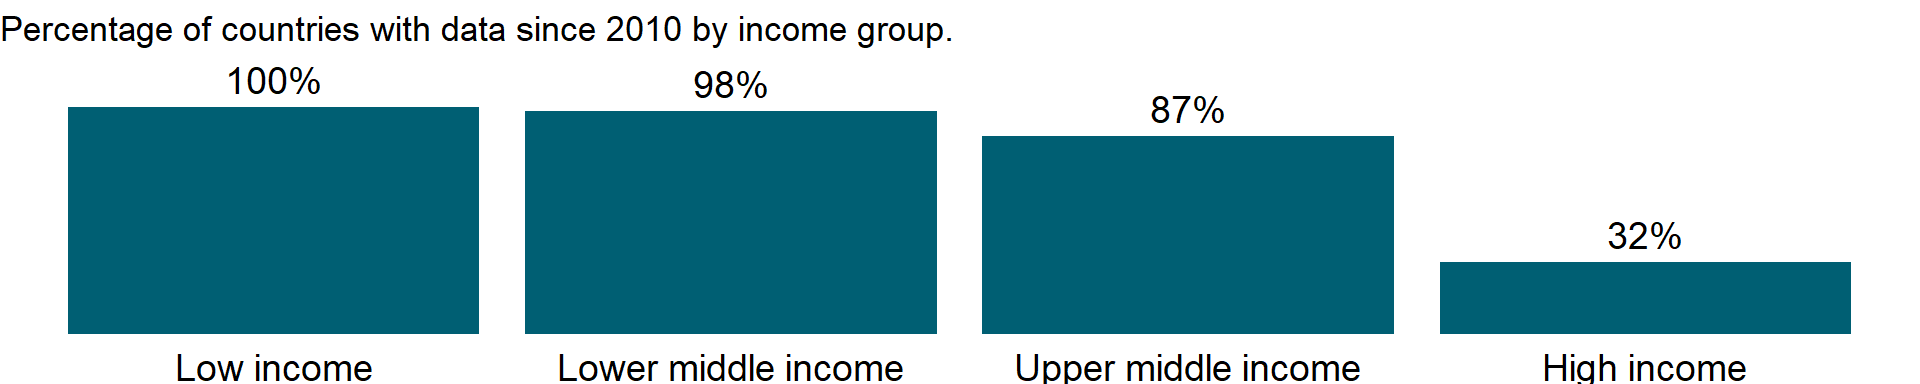 Percentage of countries with data since 2010 by income group.
100%
98%
87%
32%
Low income
Lower middle income
Upper middle income
High income